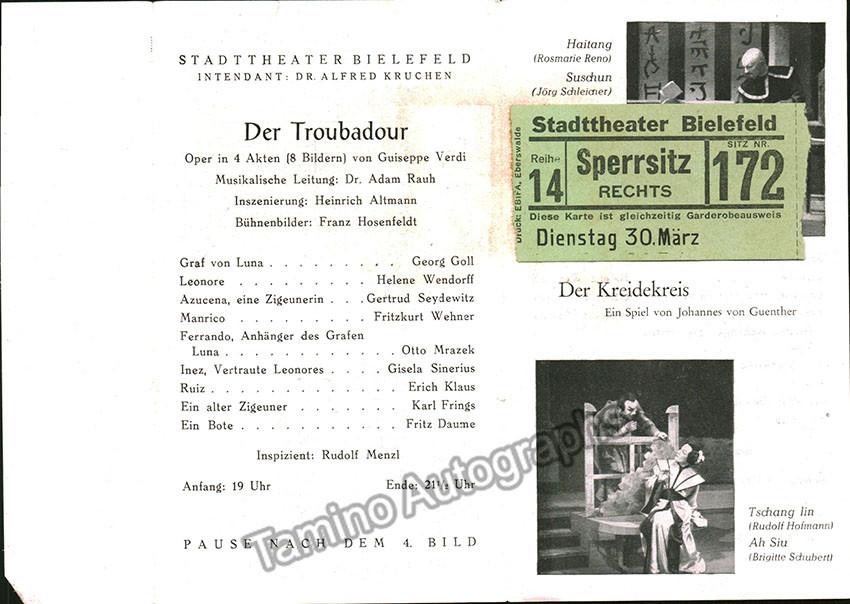 STADTTHEATER BIELEFELD
INTENDANT: DR. ALFRED KRUCHEN
Der Troubadour
Oper in 4 Akten (8 Bildern) von Guiseppe Verdi
Musikalische Leitung: Dr. Adam Rauh
Inszenierung: Heinrich Altmann
Bühnenbilder: Franz Hosenfeldt
Graf von Luna . . . . . . . . . Georg Goll
Leonore . . . . . . . . . Helene Wendorff
Azucena, eine Zigeunerin . . . Gertrud Seydewitz
Manrico . . . . . . . . . Fritzkurt Wehner
Ferrando, Anhänger des Grafen
Luna . . . . . . . . . . . . Otto Mrazek
Inez, Vertraute Leonores . . . . Gisela Sinerius
Ruiz . . . . . . . . . . . . . Erich Klaus
Ein alter Zigeuner . . . . . . . Karl Frings
Ein Bote . . . . . . . . . . . Fritz Daume
Inspizient: Rudolf Menzl
Anfang: 19 Uhr Ende: 21½ Uhr
PAUSE NACH DEM 4. BILD
Haitang
(Rosmarie Reno)
Suschun
(Jörg Schleicner)
Druck: EBIFA, Eberswalde
Stadttheater Bielefeld
Reihe
14
Sperrsitz
RECHTS
SITZ NR.
172
Diese Karte ist gleichzeitig Garderobeausweis
Dienstag 30. März
Der Kreidekreis
Ein Spiel von Johannes von Guenther
Tschang lin
(Rudolf Hofmann)
Ah Siu
(Brigitte Schubert)
Tamino Autographs